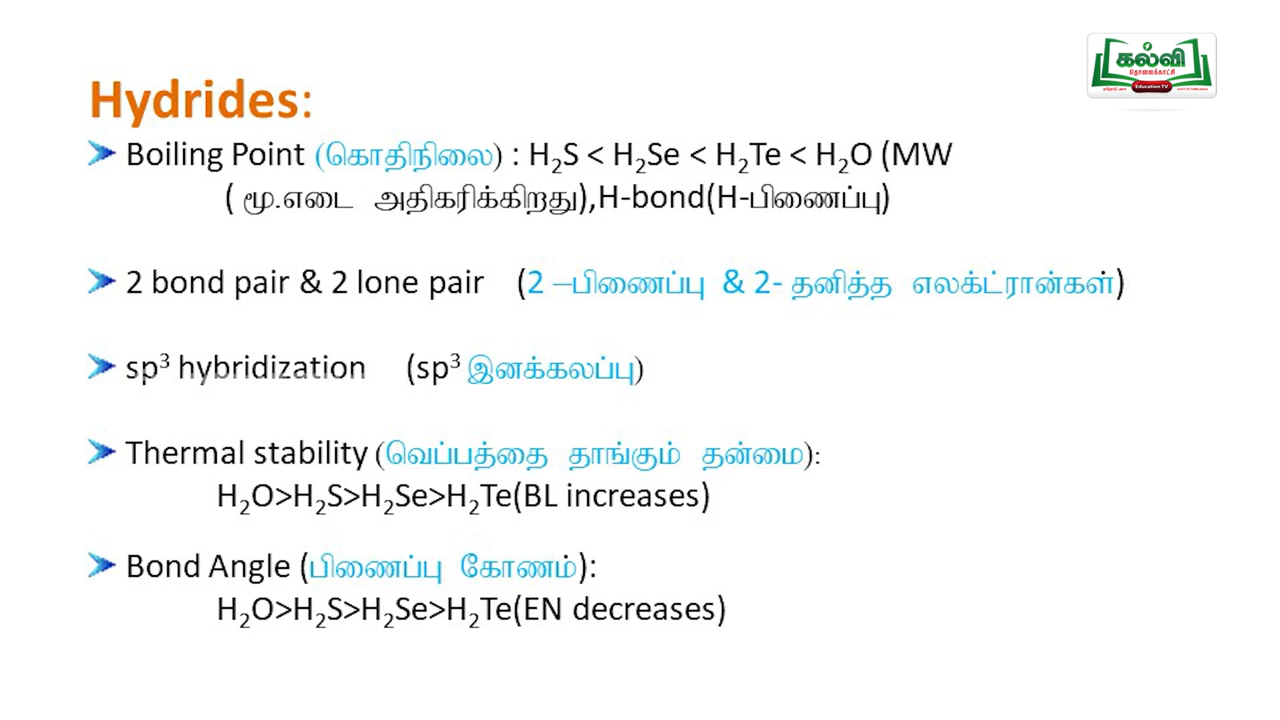 கல்வி
தொலைக்காட்சி
Education TV
Hydrides:
Boiling Point (கொதிநிலை) : H₂S < H₂Se < H₂Te < H₂O (MW
( மூ.எடை அதிகரிக்கிறது),H-bond(H-பிணைப்பு)
2 bond pair & 2 lone pair (2 –பிணைப்பு & 2- தனித்த எலக்ட்ரான்கள்)
sp³ hybridization (sp³ இனக்கலப்பு)
Thermal stability (வெப்பத்தை தாங்கும் தன்மை):
H₂O>H₂S>H₂Se>H₂Te(BL increases)
Bond Angle (பிணைப்பு கோணம்):
H₂O>H₂S>H₂Se>H₂Te(EN decreases)